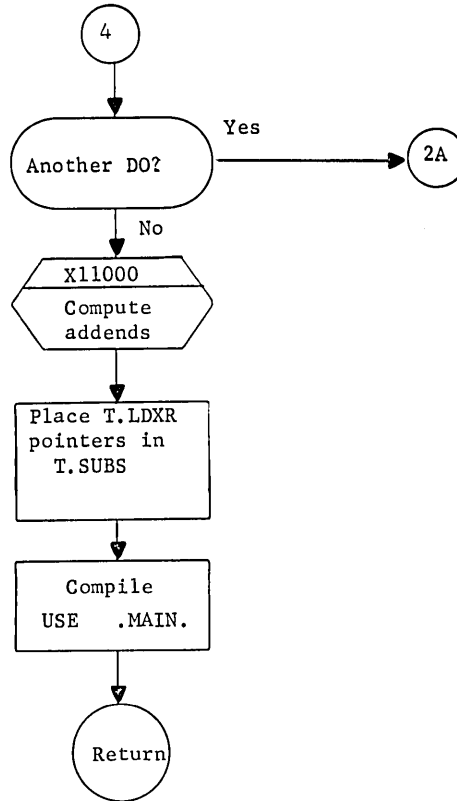 4
Another DO?
Yes
2A
No
X11000
Compute
addends
Place T.LDXR
pointers in
T.SUBS
Compile
USE .MAIN.
Return